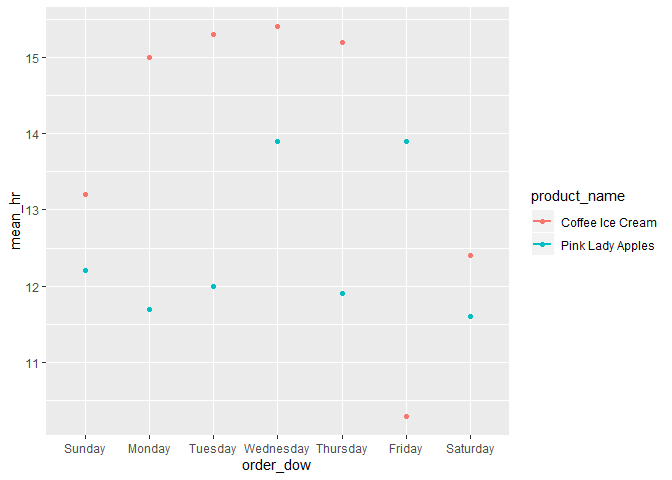 15
14
13
12
11
mean_hr
Sunday Monday Tuesday Wednesday Thursday Friday Saturday
order_dow
product_name
Coffee Ice Cream
Pink Lady Apples